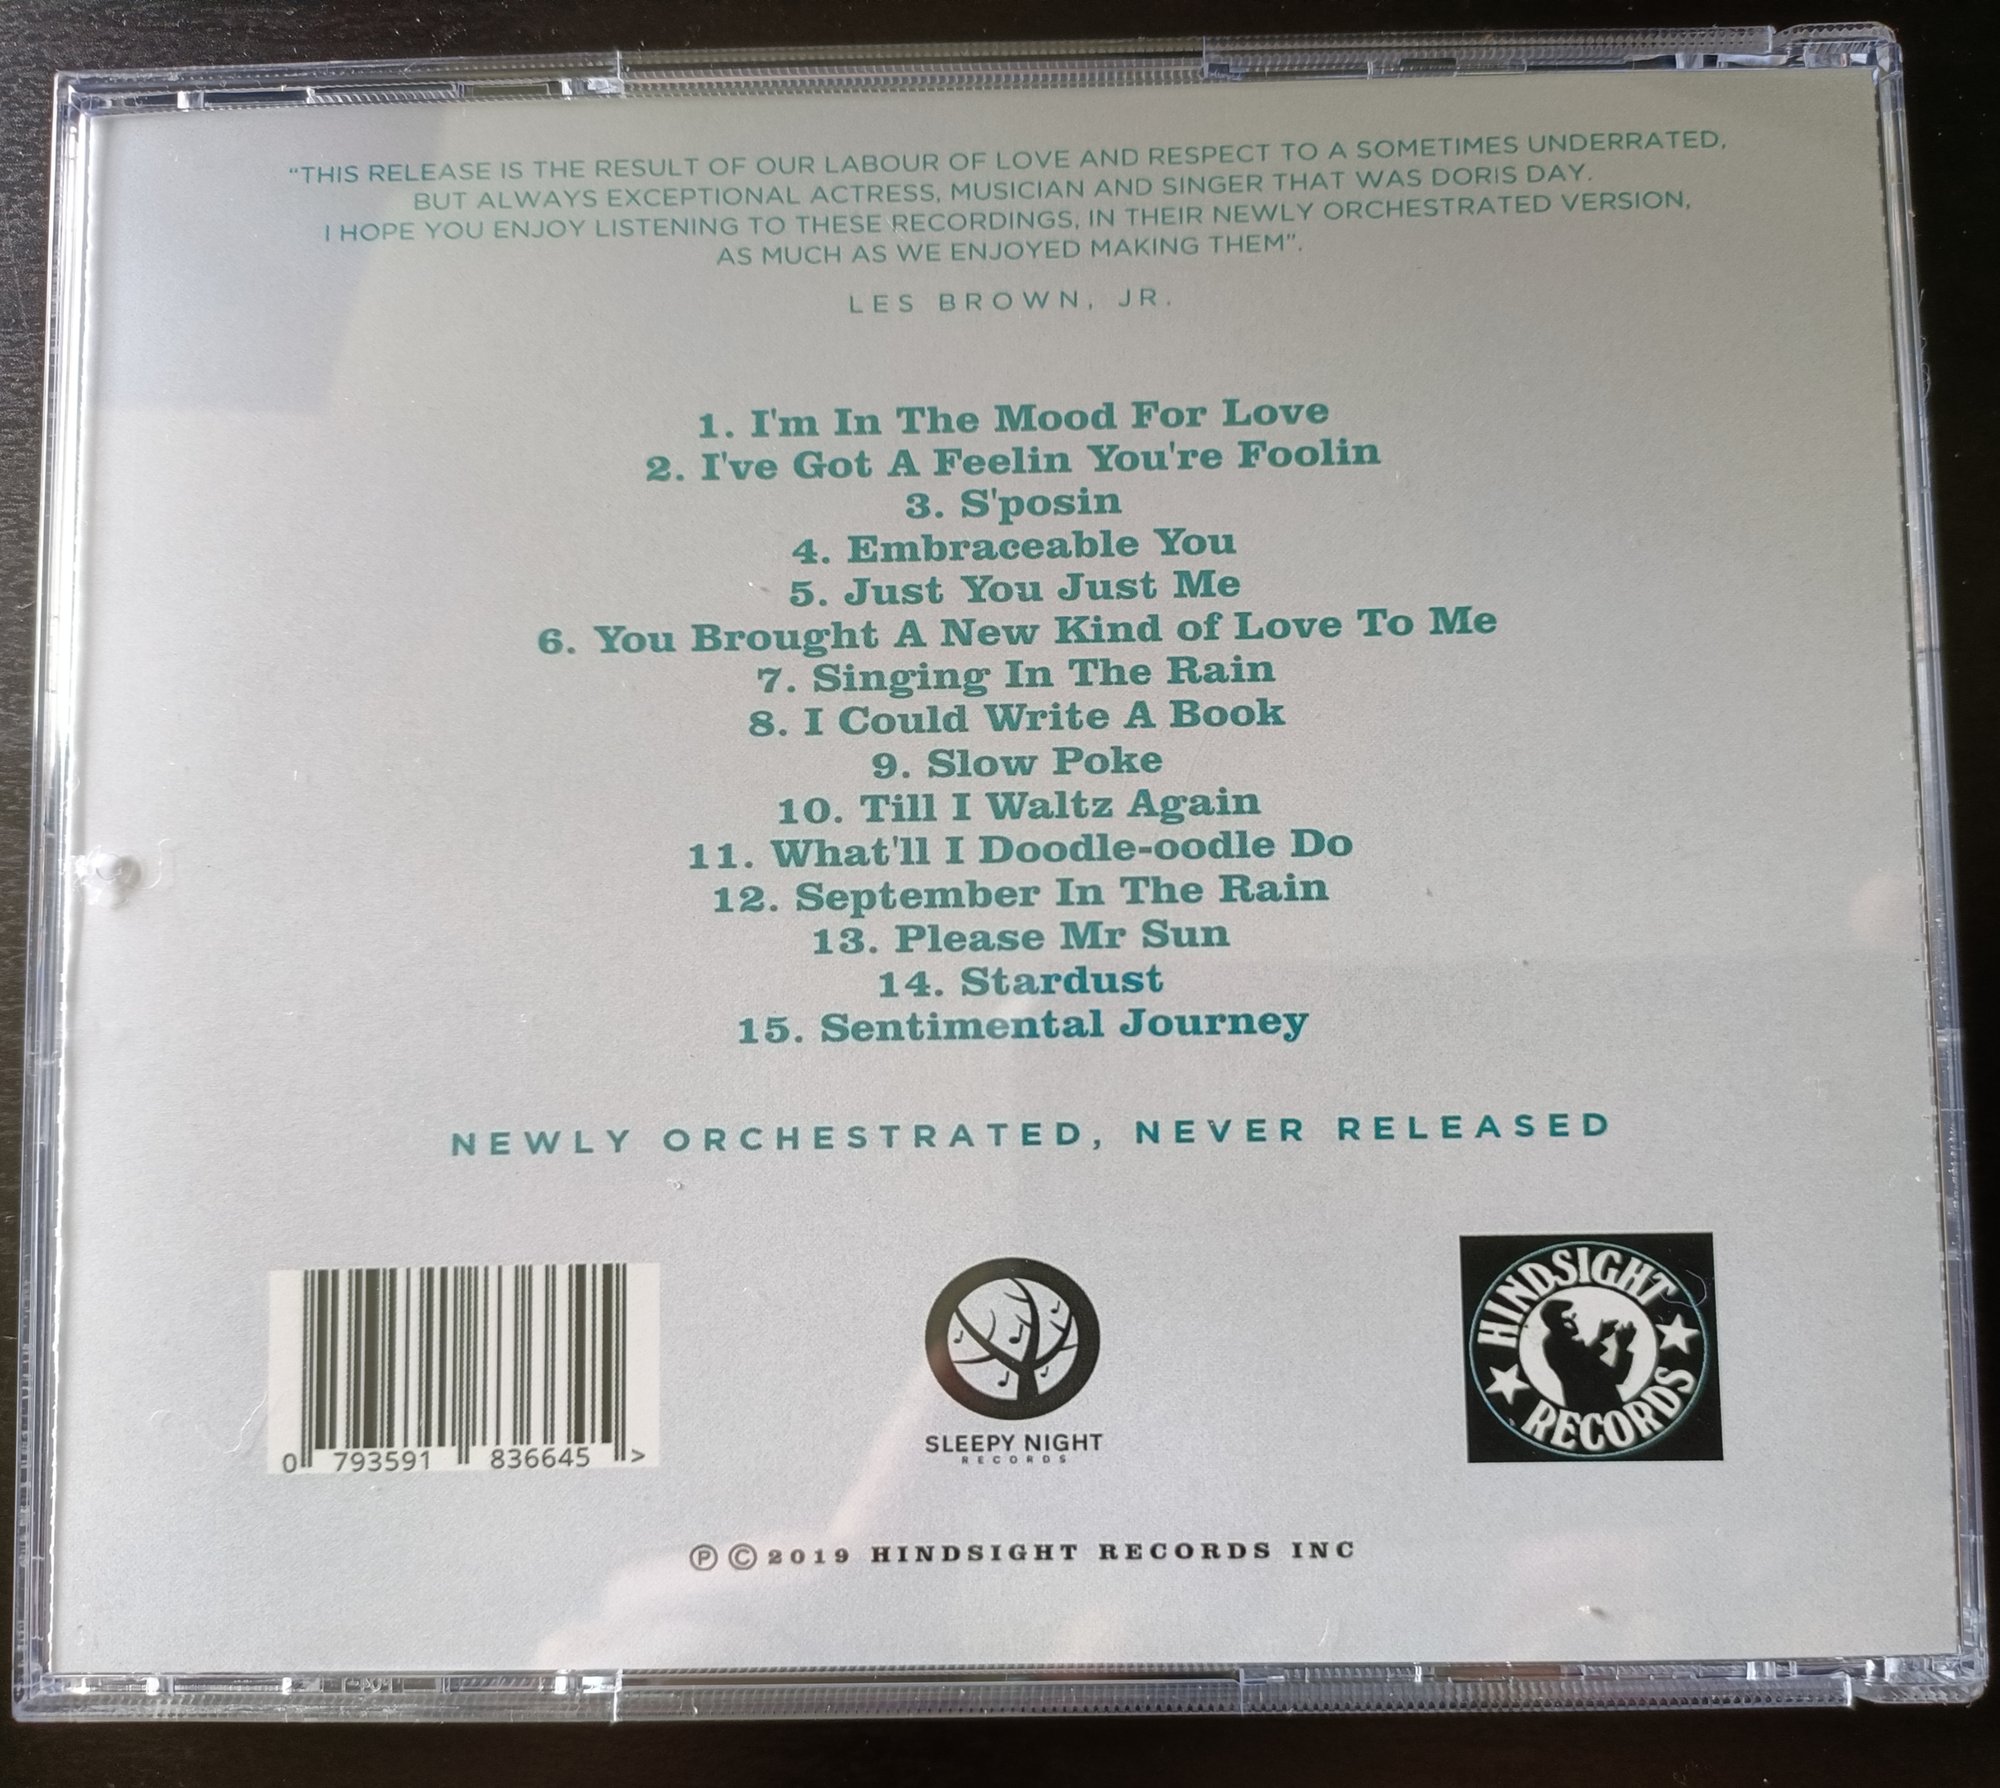 "THIS RELEASE IS THE RESULT OF OUR LABOUR OF LOVE AND RESPECT TO A SOMETIMES UNDERRATED,
BUT ALWAYS EXCEPTIONAL ACTRESS, MUSICIAN AND SINGER THAT WAS DORIS DAY.
I HOPE YOU ENJOY LISTENING TO THESE RECORDINGS, IN THEIR NEWLY ORCHESTRATED VERSION,
AS MUCH AS WE ENJOYED MAKING THEM".
LES BROWN, JR.
1. I'm In The Mood For Love
2. I've Got A Feelin You're Foolin
3. S'posin
4. Embraceable You
5. Just You Just Me
6. You Brought A New Kind of Love To Me
7. Singing In The Rain
8. I Could Write A Book
9. Slow Poke
10. Till I Waltz Again
11. What'll I Doodle-oodle Do
12. September In The Rain
13. Please Mr Sun
14. Stardust
15. Sentimental Journey
NEWLY ORCHESTRATED, NEVER RELEASED
0 793591 836645 >
SLEEPY NIGHT
RECORDS
HINDSIGHT
RECORDS
Ⓟ © 2019 HINDSIGHT RECORDS INC